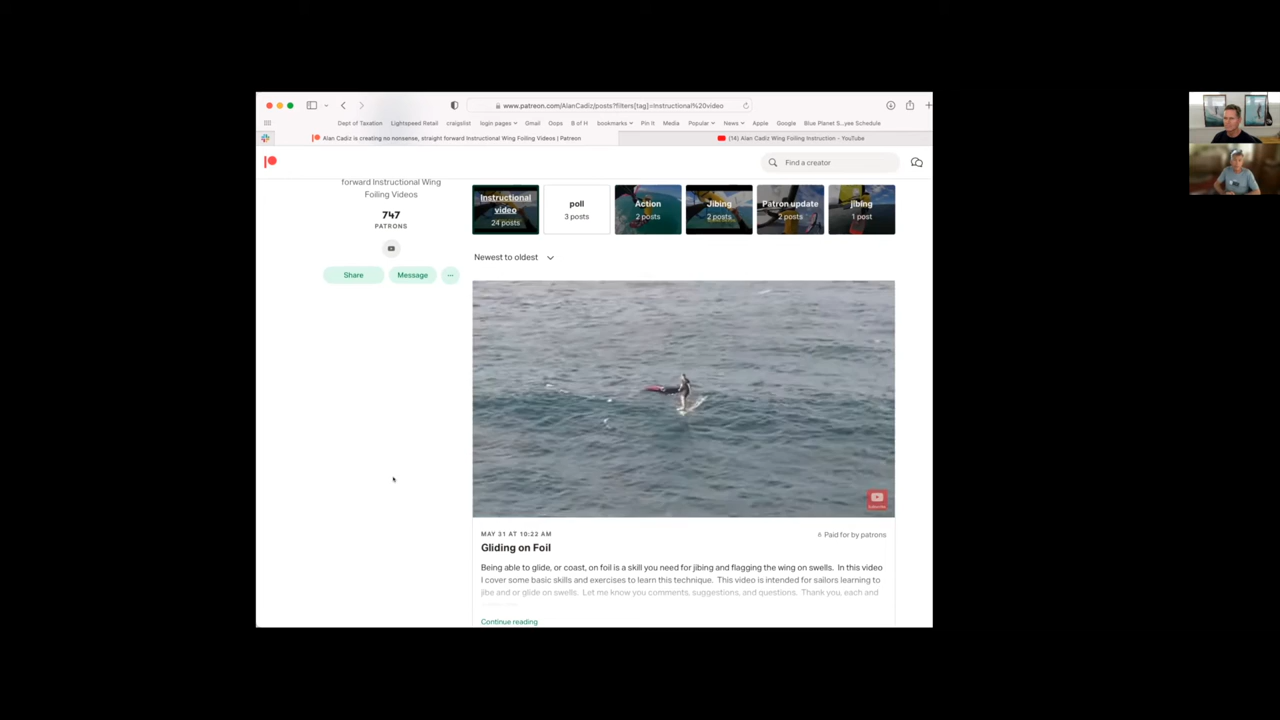 www.patreon.com/AlanCadiz/posts?filters[tag]=Instructional%20video
Dept of Taxation Lightspeed Retail craigslist login pages Gmail Oops B of H bookmarks Pin It Media Popular News Apple Google Blue Planet S...yee Schedule
Alan Cadiz is creating no nonsense, straight forward Instructional Wing Foiling Videos | Patreon
(14) Alan Cadiz Wing Foiling Instruction - YouTube
Find a creator
forward Instructional Wing
Foiling Videos
747
PATRONS
Share Message ...
Instructional
video
24 posts
poll
3 posts
Action
2 posts
Jibing
2 posts
Patron update
2 posts
jibing
1 post
Newest to oldest
MAY 31 AT 10:22 AM
Paid for by patrons
Gliding on Foil
Being able to glide, or coast, on foil is a skill you need for jibing and flagging the wing on swells. In this video
I cover some basic skills and exercises to learn this technique. This video is intended for sailors learning to
jibe and or glide on swells. Let me know you comments, suggestions, and questions. Thank you, each and
Continue reading